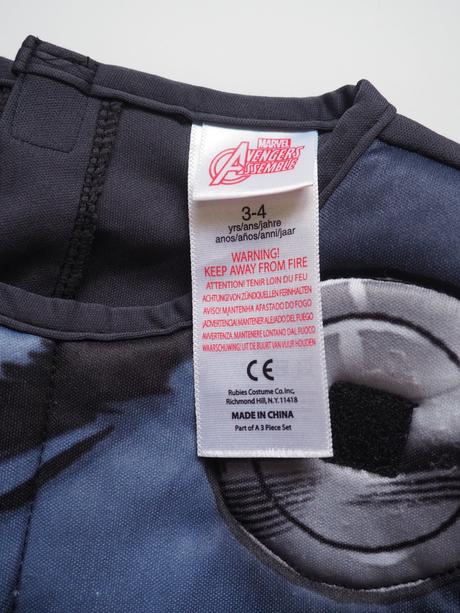 MARVEL
AVENGERS
ASSEMBLE
3-4
yrs/ans/jahre
anos/años/anni/jaar
WARNING!
KEEP AWAY FROM FIRE
ATTENTION! TENIR LOIN DU FEU
ACHTUNG! VON ZÜNDQUELLEN FERNHALTEN
AVISO! MANTENHA AFASTADO DO FOGO
¡ADVERTENCIA! MANTENER ALEJADO DEL FUEGO
AVVERTENZA. MANTENERE LONTANO DAL FUOCO
WAARSCHUWING! UIT DE BUURT VAN VUUR HOUDEN
CE
Rubies Costume Co. Inc,
Richmond Hill, N.Y. 11418
MADE IN CHINA
Part of A 3 Piece Set